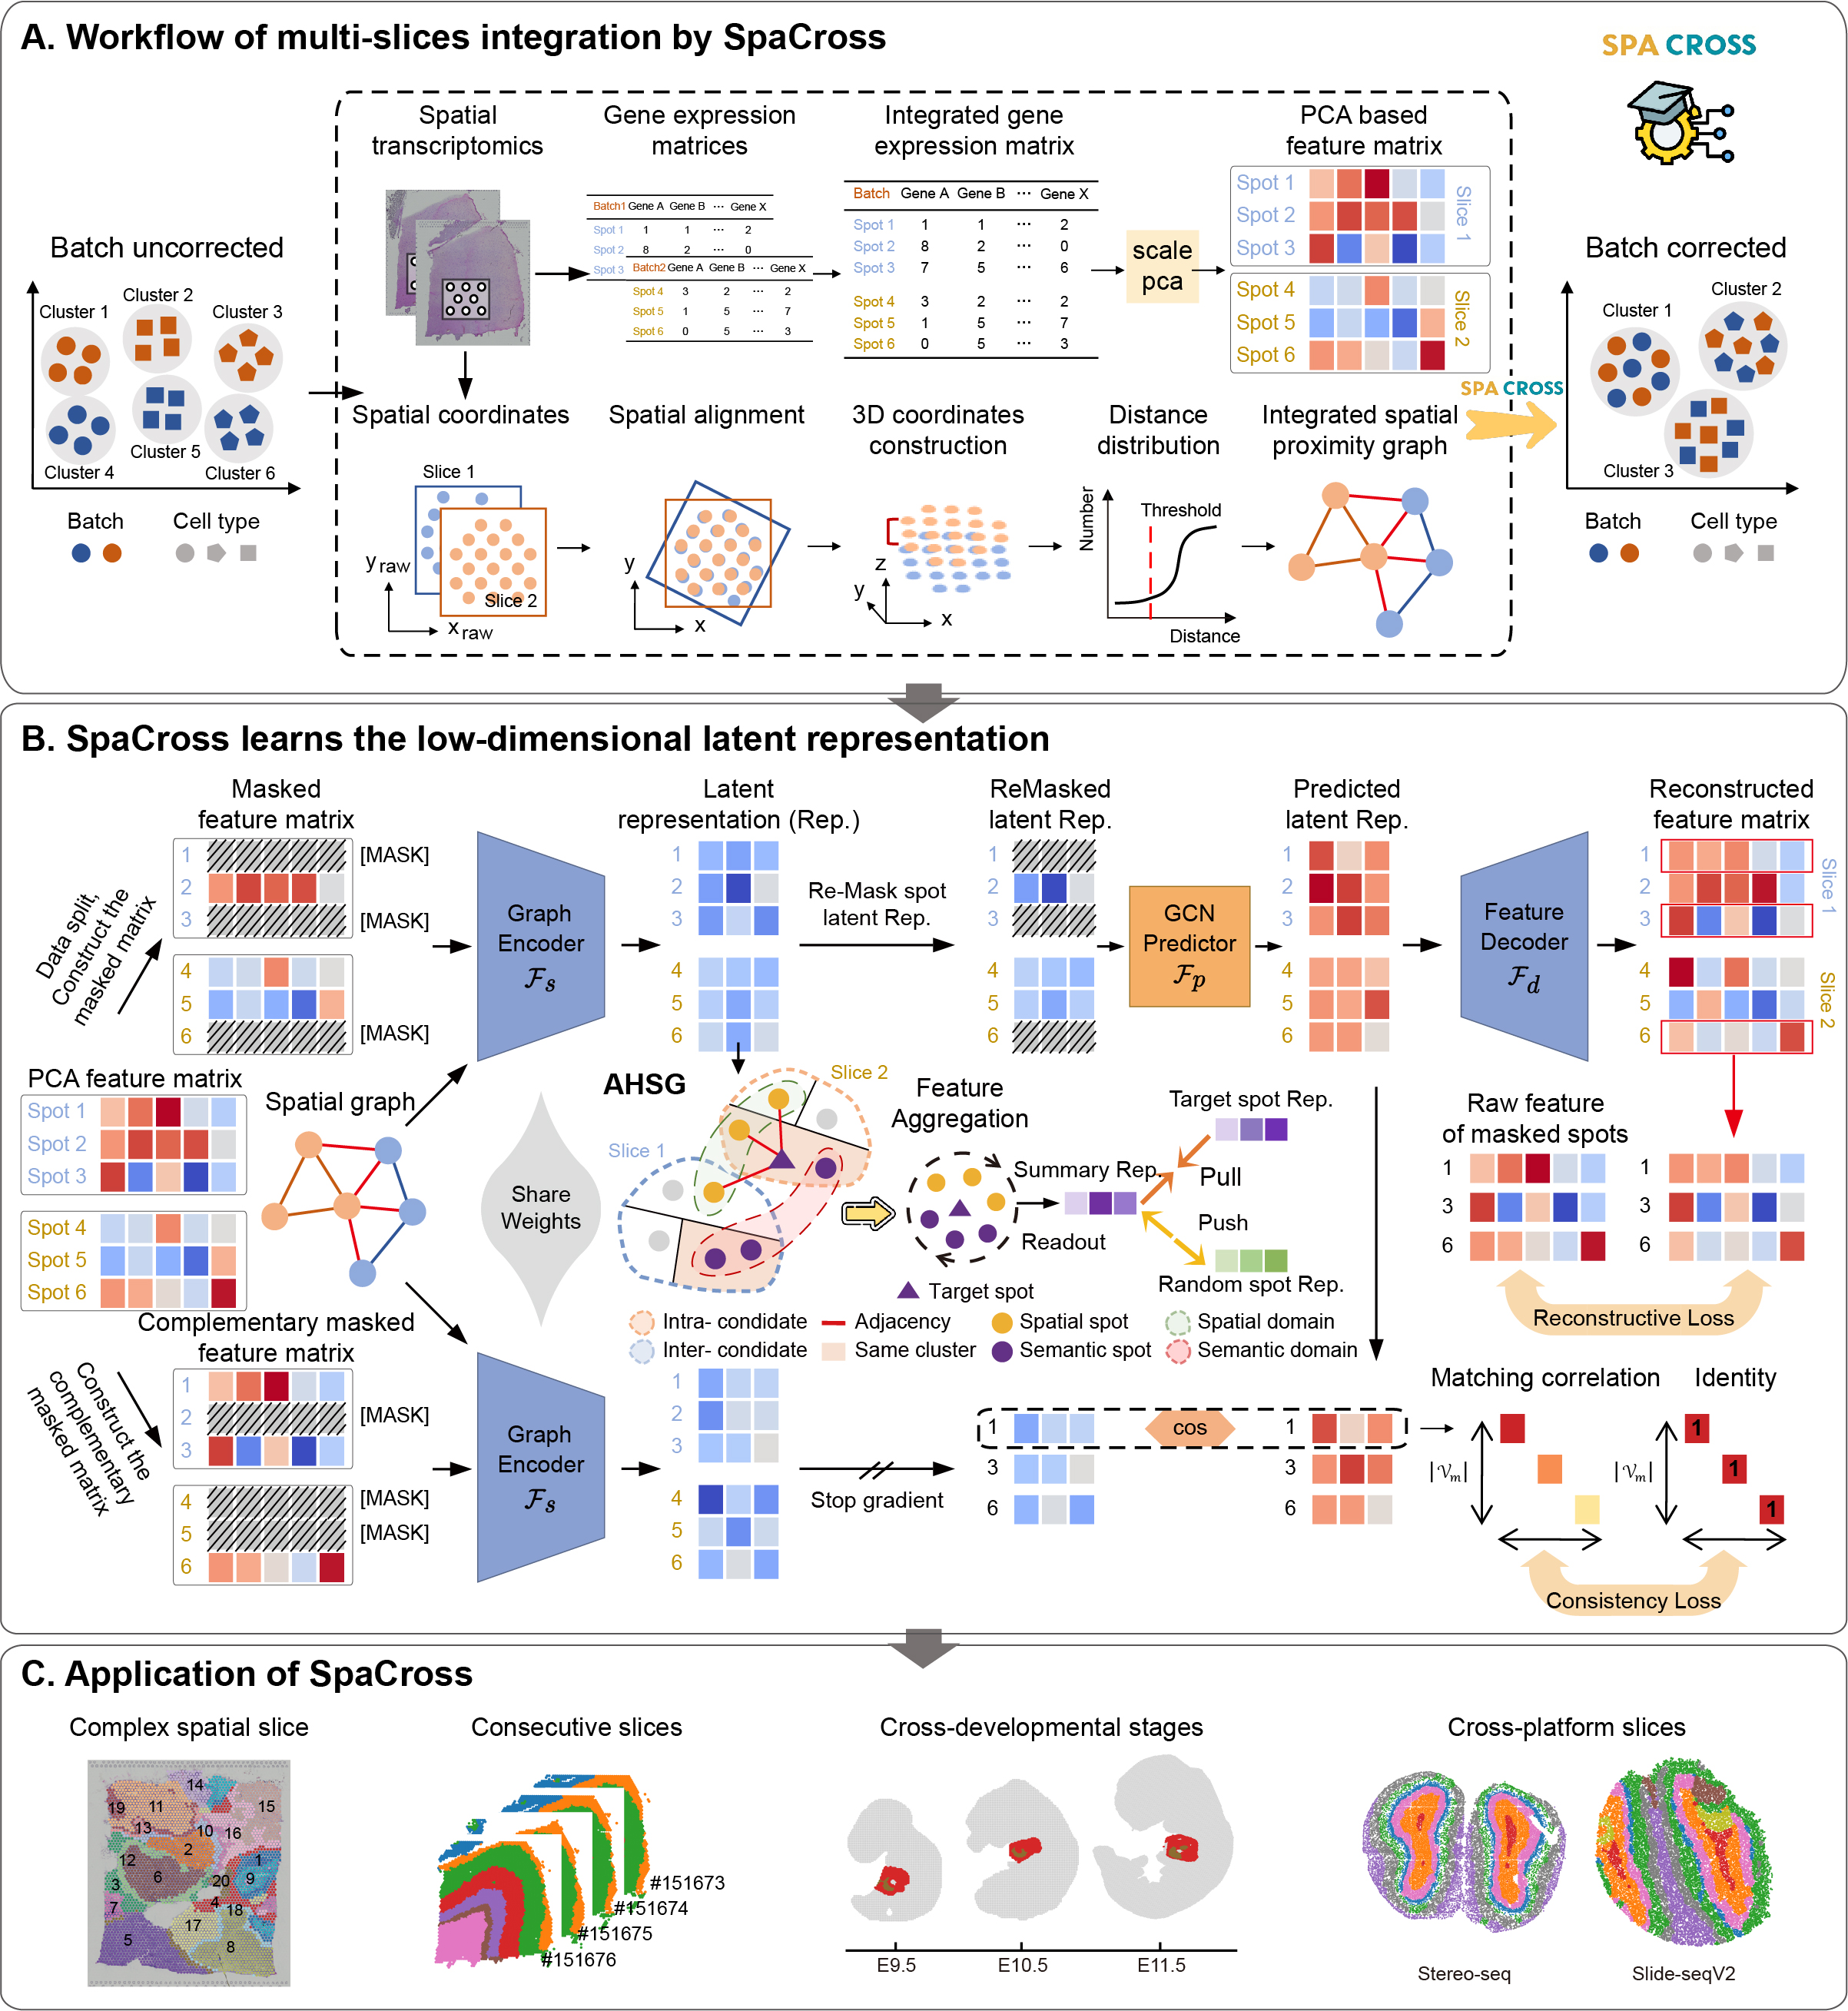 A. Workflow of multi-slices integration by SpaCross
SPA CROSS
Batch uncorrected
Cluster 1
Cluster 2
Cluster 3
Cluster 4
Cluster 5
Cluster 6
Batch
Cell type
Spatial
transcriptomics
Gene expression
matrices
Batch1 Gene A Gene B ··· Gene X
Spot 1 1 1 ··· 2
Spot 2 8 2 ··· 0
Spot 3
Batch2 Gene A Gene B ··· Gene X
Spot 4 3 2 ··· 2
Spot 5 1 5 ··· 7
Spot 6 0 5 ··· 3
Integrated gene
expression matrix
Batch Gene A Gene B ··· Gene X
Spot 1 1 1 ··· 2
Spot 2 8 2 ··· 0
Spot 3 7 5 ··· 6
Spot 4 3 2 ··· 2
Spot 5 1 5 ··· 7
Spot 6 0 5 ··· 3
scale
pca
PCA based
feature matrix
Spot 1
Spot 2
Spot 3
Slice 1
Spot 4
Spot 5
Spot 6
Slice 2
Spatial coordinates
Slice 1
Slice 2
y raw
x raw
Spatial alignment
y
x
3D coordinates
construction
z
y
x
Distance
distribution
Number
Threshold
Distance
Integrated spatial
proximity graph
SPA CROSS
Batch corrected
Cluster 1
Cluster 2
Cluster 3
Batch
Cell type
B. SpaCross learns the low-dimensional latent representation
Data split,
Construct the
masked matrix
Masked
feature matrix
1 [MASK]
2
3 [MASK]
4
5
6 [MASK]
Graph
Encoder
ℱs
Latent
representation (Rep.)
1
2
3
4
5
6
Re-Mask spot
latent Rep.
ReMasked
latent Rep.
1
2
3
4
5
6
GCN
Predictor
ℱp
Predicted
latent Rep.
1
2
3
4
5
6
Feature
Decoder
ℱd
Reconstructed
feature matrix
1
2
3
Slice 1
4
5
6
Slice 2
PCA feature matrix
Spot 1
Spot 2
Spot 3
Spot 4
Spot 5
Spot 6
Spatial graph
Share
Weights
AHSG
Slice 2
Slice 1
Feature
Aggregation
Summary Rep.
Readout
Target spot Rep.
Pull
Push
Random spot Rep.
Target spot
Intra- candidate
Adjacency
Spatial spot
Spatial domain
Inter- candidate
Same cluster
Semantic spot
Semantic domain
Raw feature
of masked spots
1
3
6
1
3
6
Reconstructive Loss
Construct the
complementary
masked matrix
Complementary masked
feature matrix
1
2 [MASK]
3
4 [MASK]
5 [MASK]
6
Graph
Encoder
ℱs
1
2
3
4
5
6
Stop gradient
1
3
6
cos
1
3
6
Matching correlation
|𝒱m|
Identity
|𝒱m|
1
1
1
Consistency Loss
C. Application of SpaCross
Complex spatial slice
14
19
11
15
13
10
16
2
12
1
6
20
9
3
7
4
18
17
5
8
Consecutive slices
#151673
#151674
#151675
#151676
Cross-developmental stages
E9.5
E10.5
E11.5
Cross-platform slices
Stereo-seq
Slide-seqV2